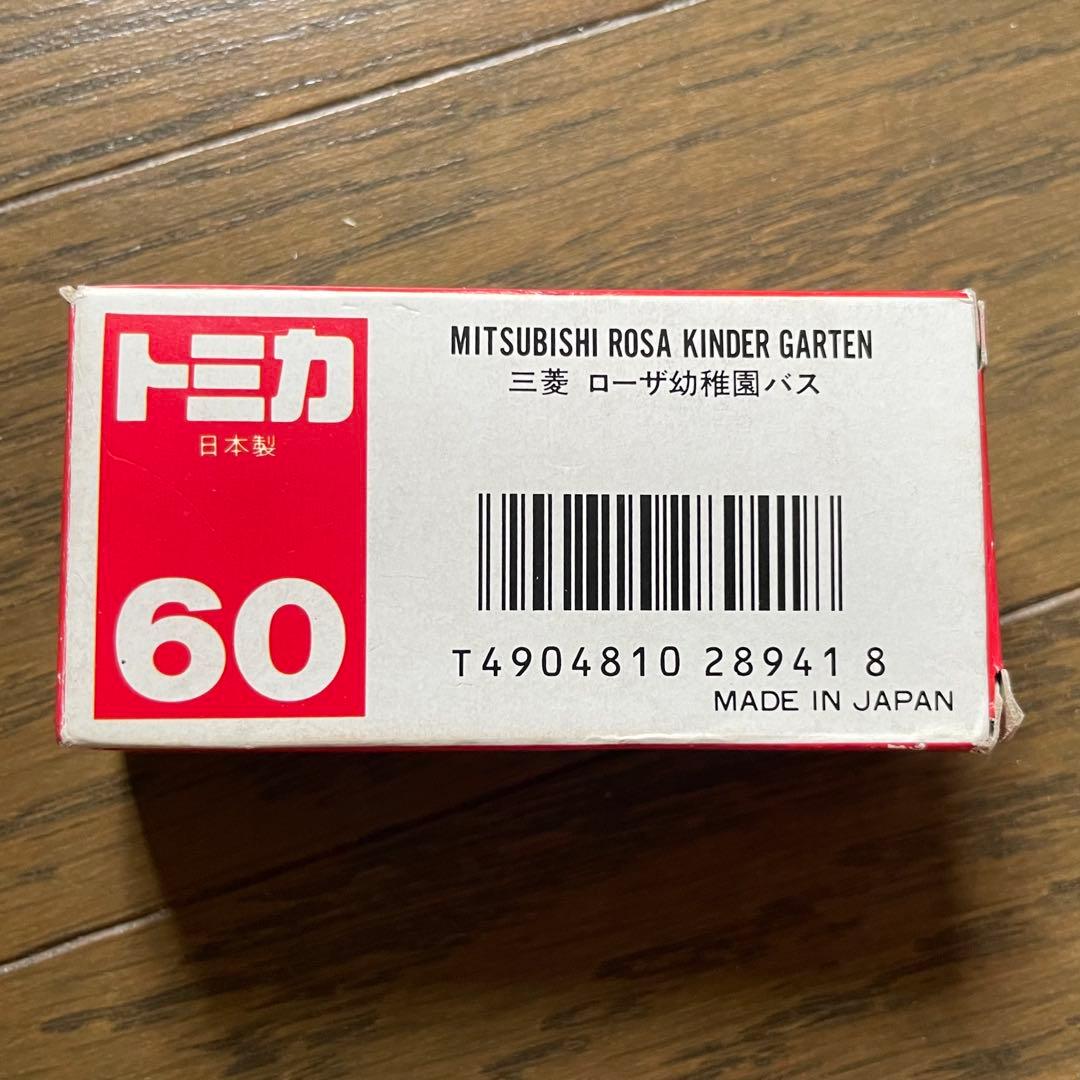 トミカ
日本製
60
MITSUBISHI ROSA KINDER GARTEN
三菱 ローザ幼稚園バス
T4904810 28941 8
MADE IN JAPAN